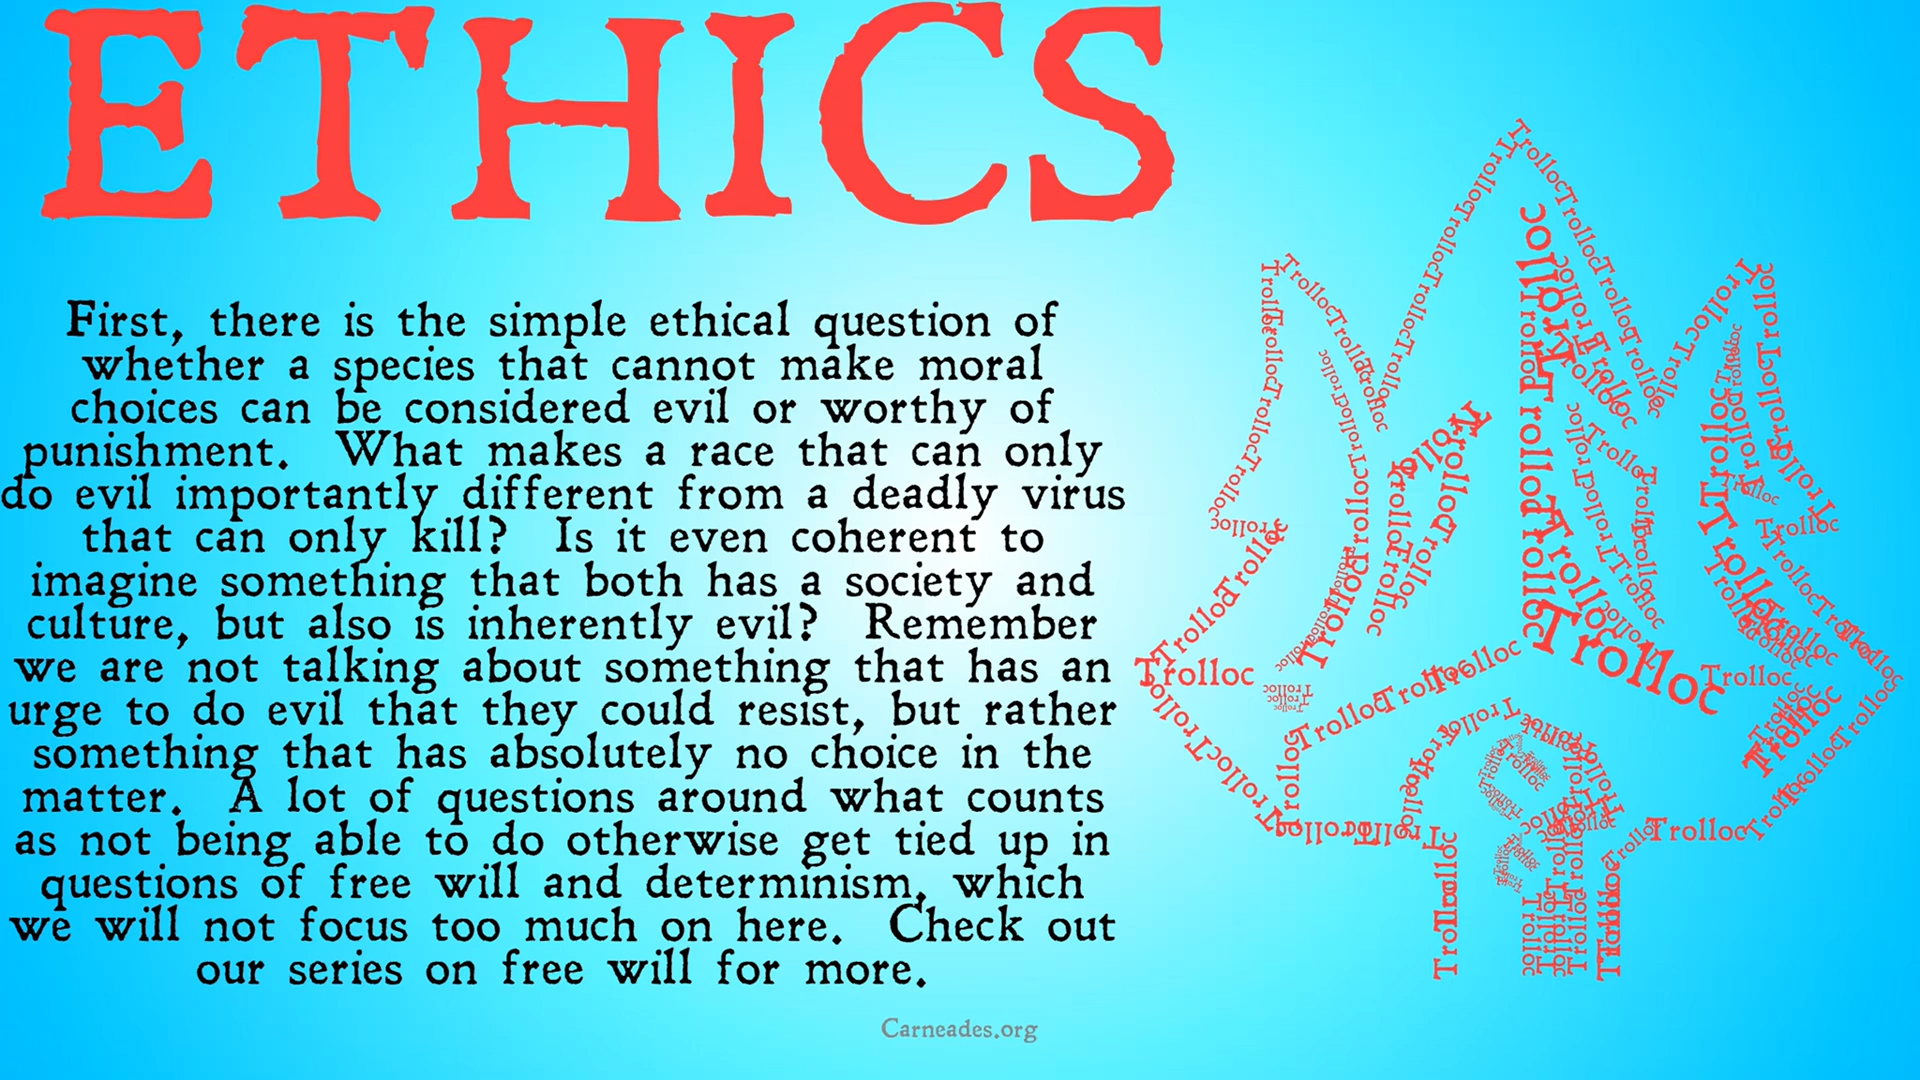 ETHICS
First, there is the simple ethical question of
whether a species that cannot make moral
choices can be considered evil or worthy of
punishment. What makes a race that can only
do evil importantly different from a deadly virus
that can only kill? Is it even coherent to
imagine something that both has a society and
culture, but also is inherently evil? Remember
we are not talking about something that has an
urge to do evil that they could resist, but rather
something that has absolutely no choice in the
matter. A lot of questions around what counts
as not being able to do otherwise get tied up in
questions of free will and determinism, which
we will not focus too much on here. Check out
our series on free will for more.
Trolloc
Trolloc
Trolloc
Trolloc
Trolloc
Trolloc
Carneades.org